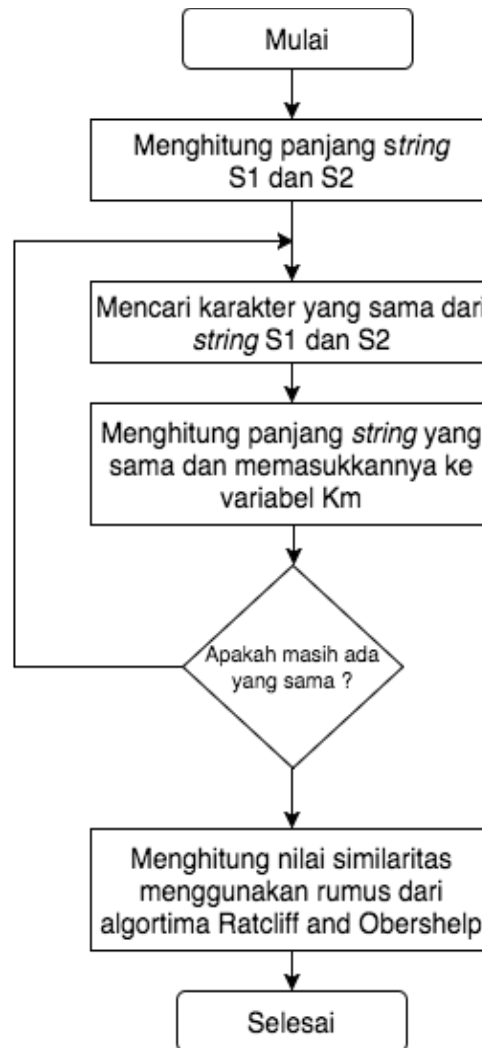 Mulai
Menghitung panjang string
S1 dan S2
Mencari karakter yang sama dari
string S1 dan S2
Menghitung panjang string yang
sama dan memasukkannya ke
variabel Km
Apakah masih ada
yang sama ?
Menghitung nilai similaritas
menggunakan rumus dari
algortima Ratcliff and Obershelp
Selesai